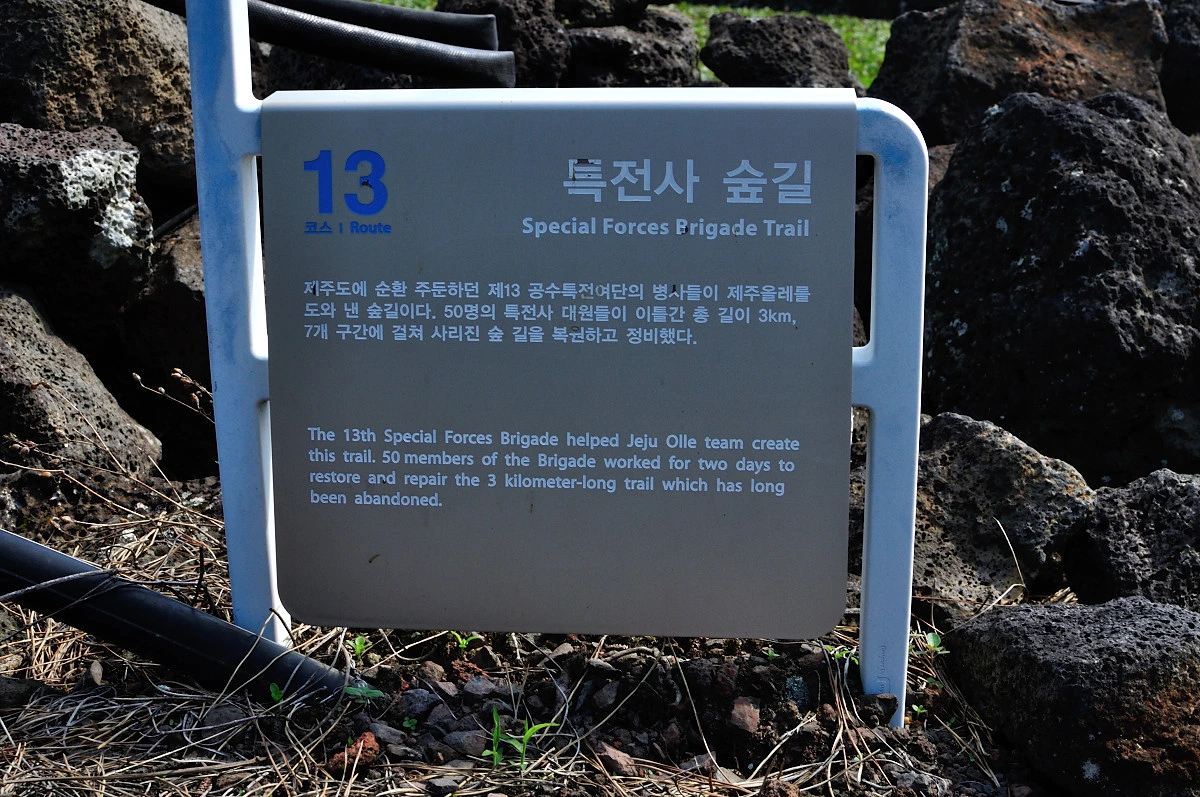 13
코스 | Route
특전사 숲길
Special Forces Brigade Trail
제주도에 순환 주둔하던 제13 공수특전여단의 병사들이 제주올레를
도와 낸 숲길이다. 50명의 특전사 대원들이 이틀간 총 길이 3km,
7개 구간에 걸쳐 사라진 숲 길을 복원하고 정비했다.
The 13th Special Forces Brigade helped Jeju Olle team create
this trail. 50 members of the Brigade worked for two days to
restore and repair the 3 kilometer-long trail which has long
been abandoned.